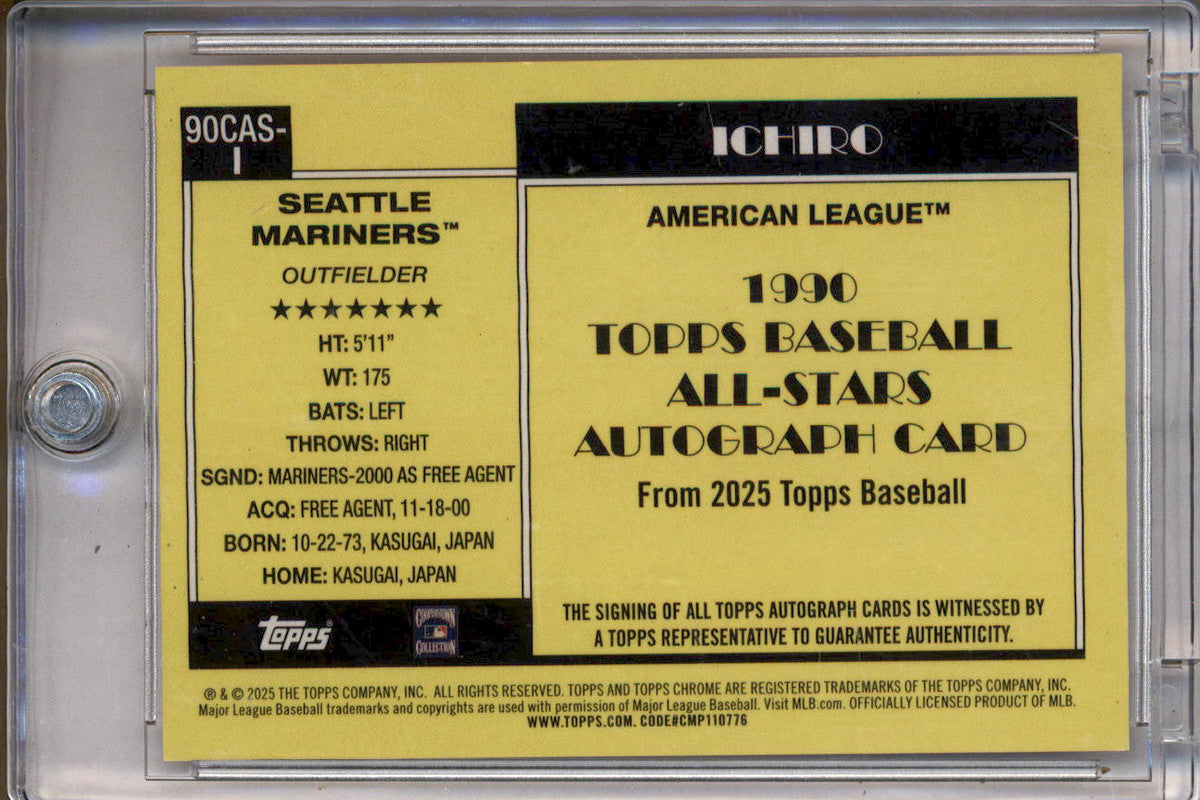 90CAS-
I
ICHIRO
SEATTLE
MARINERS™
OUTFIELDER
★★★★★★★
HT: 5'11"
WT: 175
BATS: LEFT
THROWS: RIGHT
SGND: MARINERS-2000 AS FREE AGENT
ACQ: FREE AGENT, 11-18-00
BORN: 10-22-73, KASUGAI, JAPAN
HOME: KASUGAI, JAPAN
topps®
COOPERSTOWN
COLLECTION
AMERICAN LEAGUE™
1990
TOPPS BASEBALL
ALL-STARS
AUTOGRAPH CARD
From 2025 Topps Baseball
THE SIGNING OF ALL TOPPS AUTOGRAPH CARDS IS WITNESSED BY
A TOPPS REPRESENTATIVE TO GUARANTEE AUTHENTICITY.
® & © 2025 THE TOPPS COMPANY, INC. ALL RIGHTS RESERVED. TOPPS AND TOPPS CHROME ARE REGISTERED TRADEMARKS OF THE TOPPS COMPANY, INC.
Major League Baseball trademarks and copyrights are used with permission of Major League Baseball. Visit MLB.com. OFFICIALLY LICENSED PRODUCT OF MLB.
WWW.TOPPS.COM. CODE#CMP110776